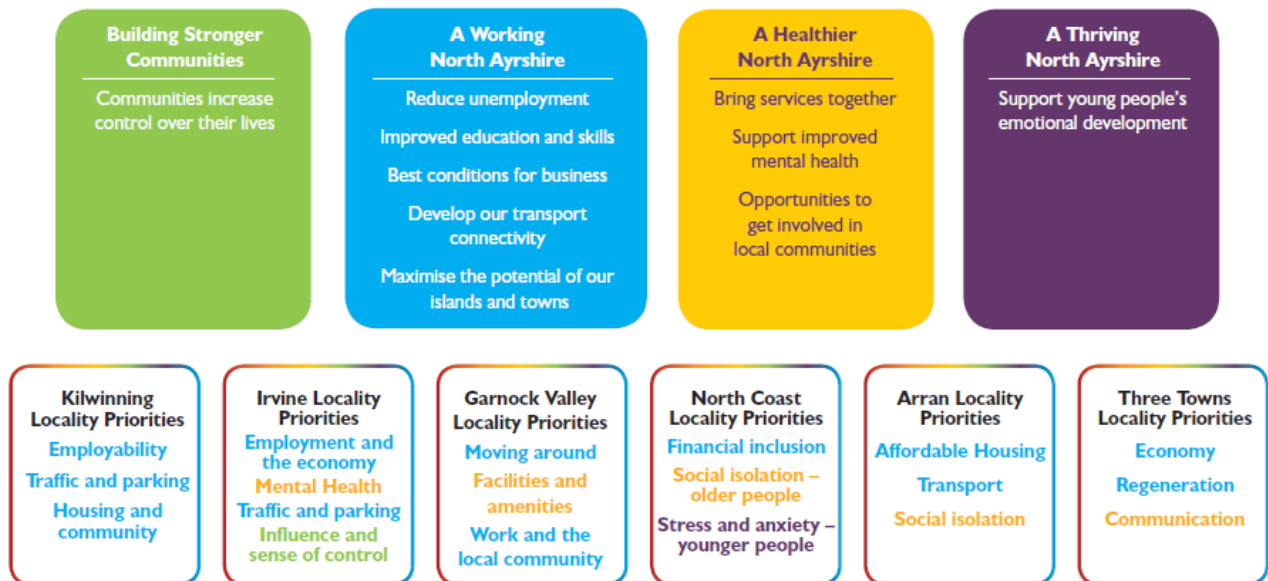 Building Stronger
Communities
Communities increase
control over their lives
A Working
North Ayrshire
Reduce unemployment
Improved education and skills
Best conditions for business
Develop our transport
connectivity
Maximise the potential of our
islands and towns
A Healthier
North Ayrshire
Bring services together
Support improved
mental health
Opportunities to
get involved in
local communities
A Thriving
North Ayrshire
Support young people's
emotional development
Kilwinning
Locality Priorities
Employability
Traffic and parking
Housing and
community
Irvine Locality
Priorities
Employment and
the economy
Mental Health
Traffic and parking
Influence and
sense of control
Garnock Valley
Locality Priorities
Moving around
Facilities and
amenities
Work and the
local community
North Coast
Locality Priorities
Financial inclusion
Social isolation –
older people
Stress and anxiety –
younger people
Arran Locality
Priorities
Affordable Housing
Transport
Social isolation
Three Towns
Locality Priorities
Economy
Regeneration
Communication